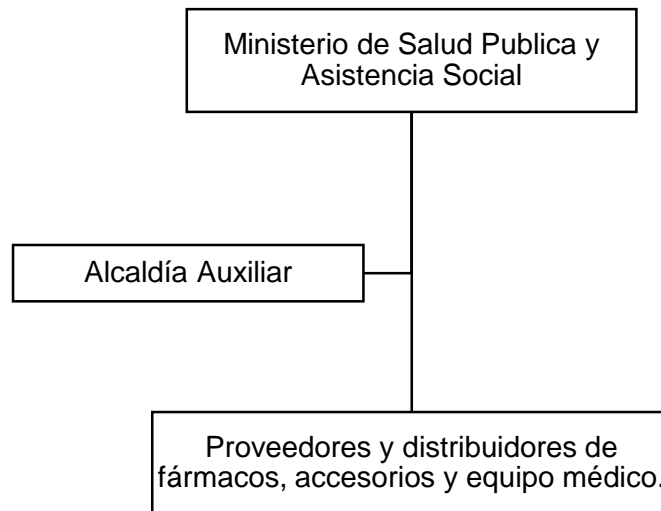 Ministerio de Salud Publica y
Asistencia Social
Alcaldía Auxiliar
Proveedores y distribuidores de
fármacos, accesorios y equipo médico.